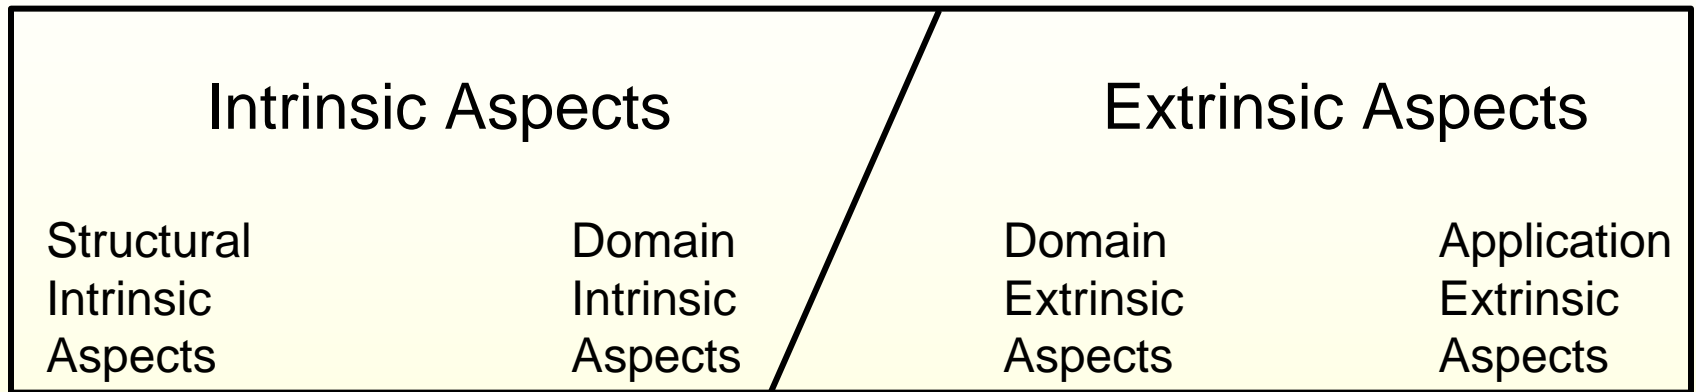 Intrinsic Aspects
Extrinsic Aspects
Structural
Intrinsic
Aspects
Domain
Intrinsic
Aspects
Domain
Extrinsic
Aspects
Application
Extrinsic
Aspects